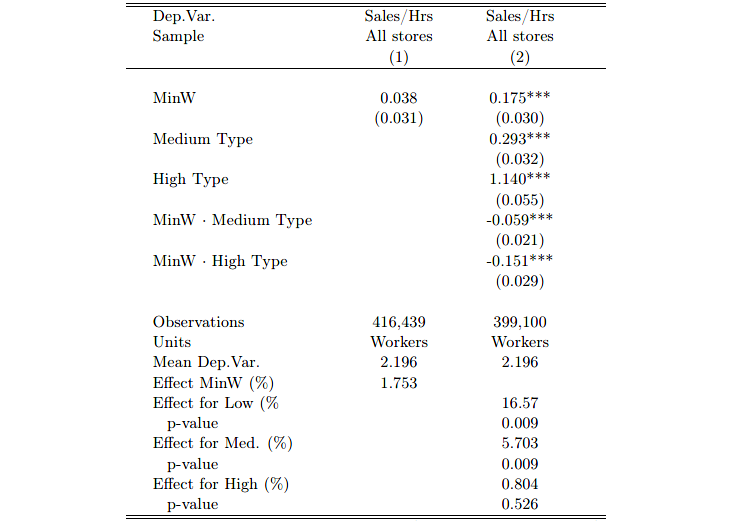 Dep.Var. Sales/Hrs Sales/Hrs
Sample All stores All stores
(1) (2)
MinW 0.038 0.175***
(0.031) (0.030)
Medium Type 0.293***
(0.032)
High Type 1.140***
(0.055)
MinW · Medium Type -0.059***
(0.021)
MinW · High Type -0.151***
(0.029)
Observations 416,439 399,100
Units Workers Workers
Mean Dep.Var. 2.196 2.196
Effect MinW (%) 1.753
Effect for Low (% 16.57
p-value 0.009
Effect for Med. (%) 5.703
p-value 0.009
Effect for High (%) 0.804
p-value 0.526